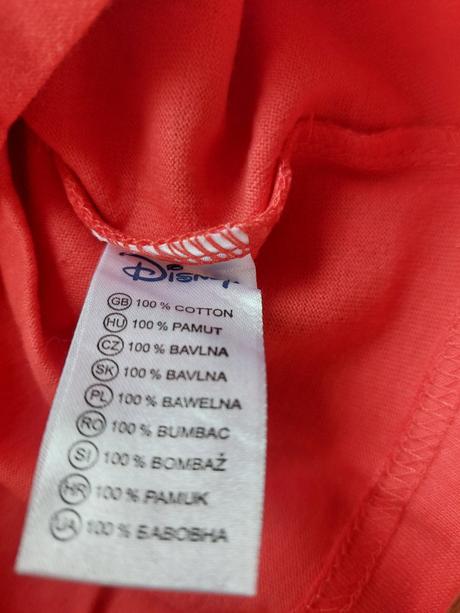 Disney
GB 100 % COTTON
HU 100 % PAMUT
CZ 100 % BAVLNA
SK 100 % BAVLNA
PL 100 % BAWELNA
RO 100 % BUMBAC
SI 100 % BOMBAŽ
HR 100 % PAMUK
UA 100 % БАВОВНА